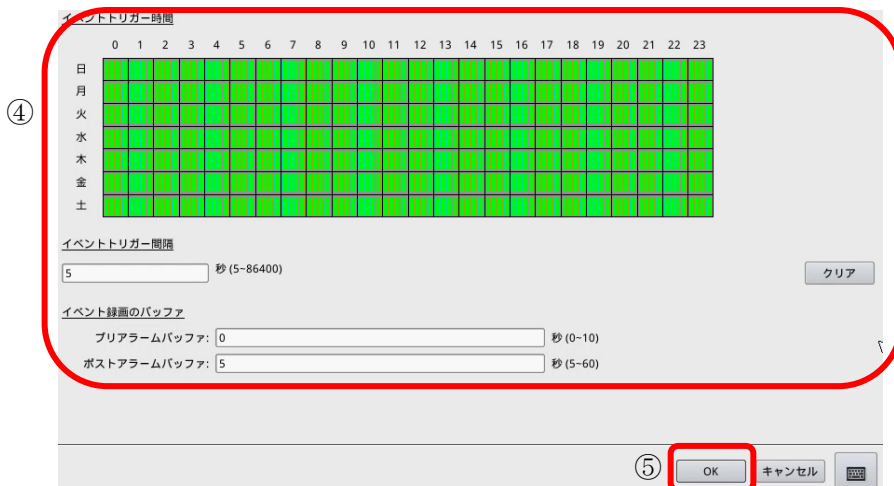 イベントトリガー時間
0 1 2 3 4 5 6 7 8 9 10 11 12 13 14 15 16 17 18 19 20 21 22 23
日
月
④
火
水
木
金
土
イベントトリガー間隔
5 秒 (5~86400)
クリア
イベント録画のバッファ
プリアラームバッファ: 0 秒 (0~10)
ポストアラームバッファ: 5 秒 (5~60)
⑤ OK キャンセル